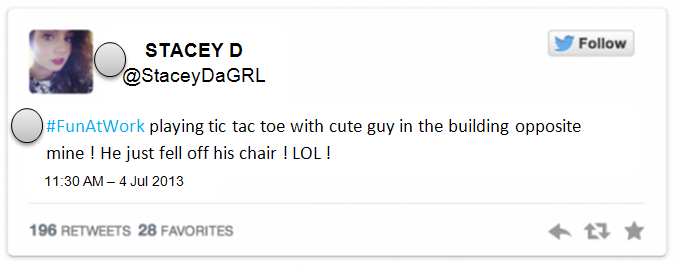 STACEY D
@StaceyDaGRL
Follow
#FunAtWork playing tic tac toe with cute guy in the building opposite
mine ! He just fell off his chair ! LOL !
11:30 AM – 4 Jul 2013
196 RETWEETS 28 FAVORITES